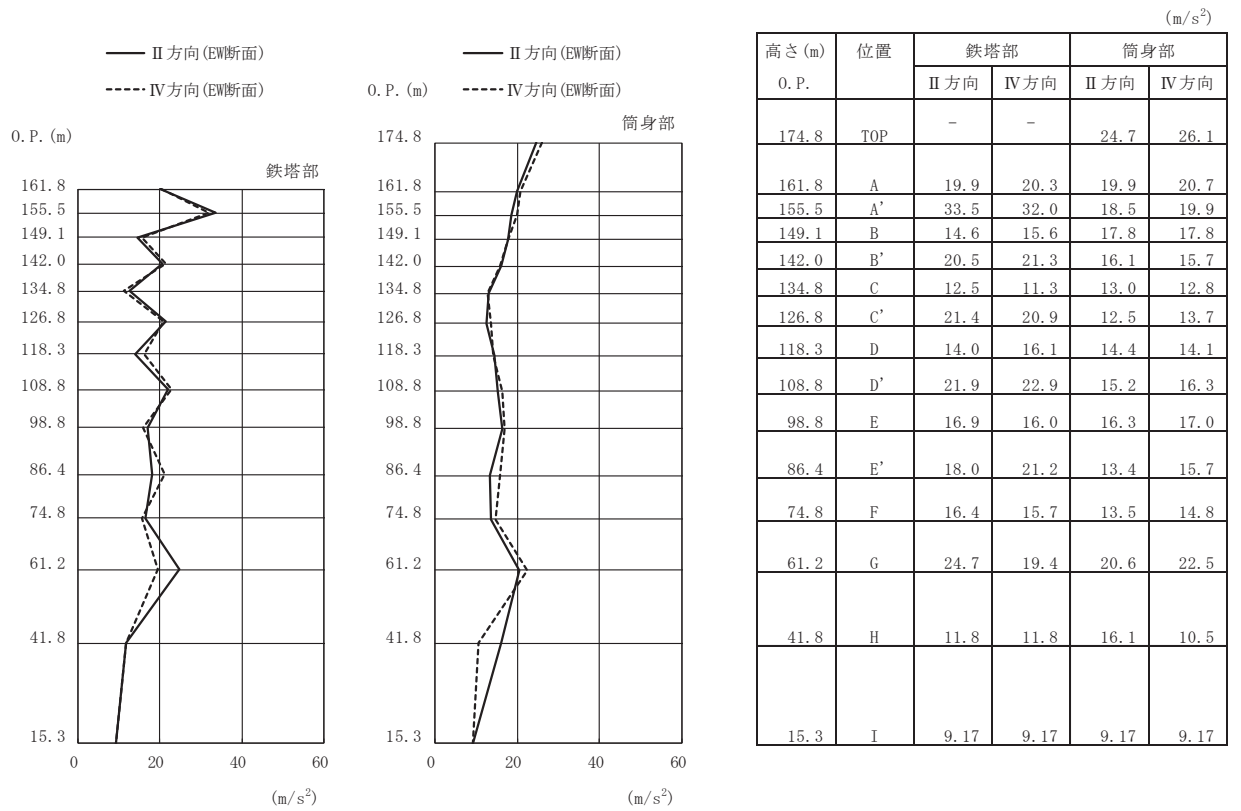 II方向(EW断面)
IV方向(EW断面)
O.P.(m)
鉄塔部
161.8
155.5
149.1
142.0
134.8
126.8
118.3
108.8
98.8
86.4
74.8
61.2
41.8
15.3
0 20 40 60
(m/s2)
II方向(EW断面)
IV方向(EW断面)
O.P.(m)
筒身部
174.8
161.8
155.5
149.1
142.0
134.8
126.8
118.3
108.8
98.8
86.4
74.8
61.2
41.8
15.3
0 20 40 60
(m/s2)
(m/s2)
高さ(m) 位置 鉄塔部 筒身部
O.P. II方向 IV方向 II方向 IV方向
174.8 TOP - - 24.7 26.1
161.8 A 19.9 20.3 19.9 20.7
155.5 A' 33.5 32.0 18.5 19.9
149.1 B 14.6 15.6 17.8 17.8
142.0 B' 20.5 21.3 16.1 15.7
134.8 C 12.5 11.3 13.0 12.8
126.8 C' 21.4 20.9 12.5 13.7
118.3 D 14.0 16.1 14.4 14.1
108.8 D' 21.9 22.9 15.2 16.3
98.8 E 16.9 16.0 16.3 17.0
86.4 E' 18.0 21.2 13.4 15.7
74.8 F 16.4 15.7 13.5 14.8
61.2 G 24.7 19.4 20.6 22.5
41.8 H 11.8 11.8 16.1 10.5
15.3 I 9.17 9.17 9.17 9.17